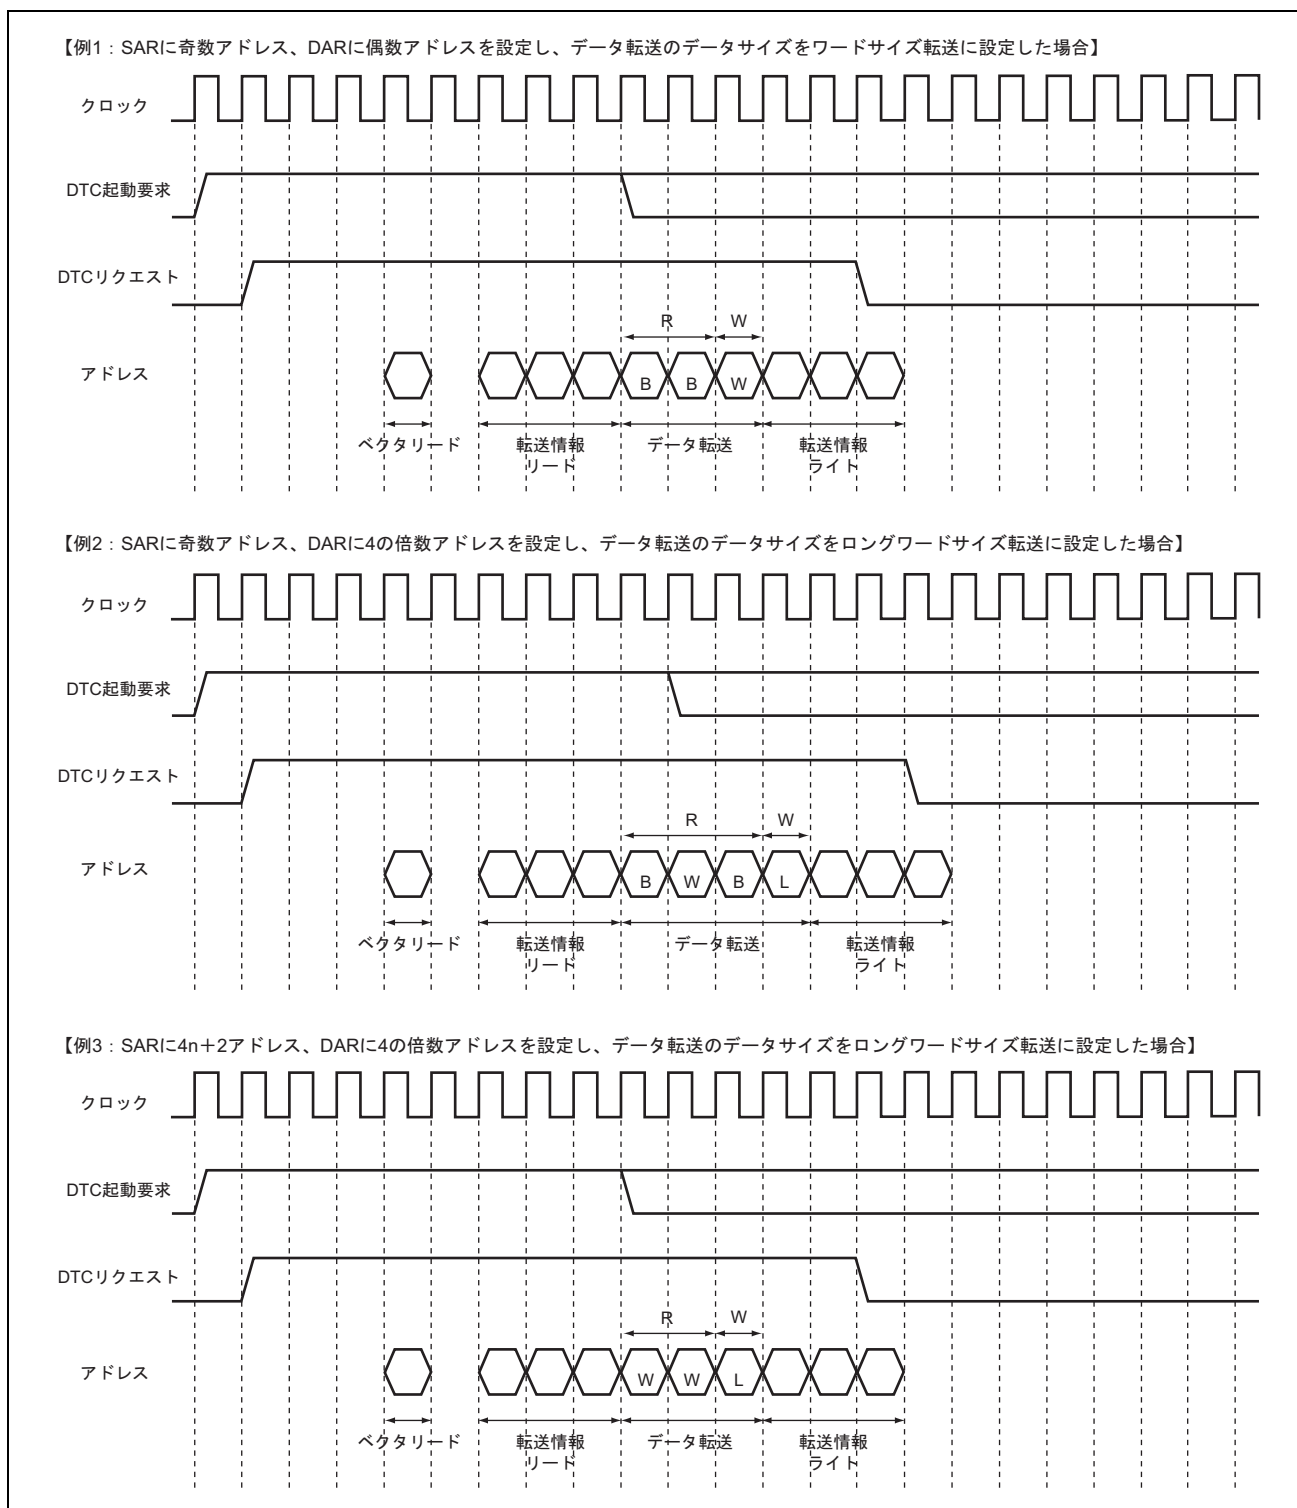 【例1：SARに奇数アドレス、DARに偶数アドレスを設定し、データ転送のデータサイズをワードサイズ転送に設定した場合】
クロック
DTC起動要求
DTCリクエスト
R W
アドレス
B B W
ベクタリード 転送情報 データ転送 転送情報
リード ライト
【例2：SARに奇数アドレス、DARに4の倍数アドレスを設定し、データ転送のデータサイズをロングワードサイズ転送に設定した場合】
クロック
DTC起動要求
DTCリクエスト
R W
アドレス
B W B L
ベクタリード 転送情報 データ転送 転送情報
リード ライト
【例3：SARに4n＋2アドレス、DARに4の倍数アドレスを設定し、データ転送のデータサイズをロングワードサイズ転送に設定した場合】
クロック
DTC起動要求
DTCリクエスト
R W
アドレス
W W L
ベクタリード 転送情報 データ転送 転送情報
リード ライト